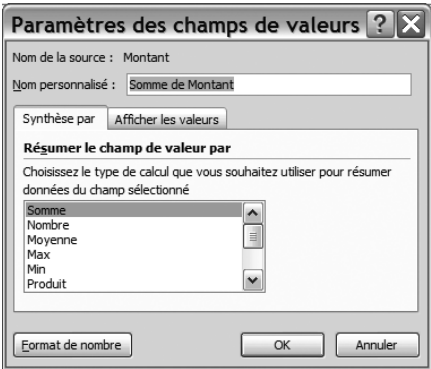 Paramètres des champs de valeurs ? X
Nom de la source : Montant
Nom personnalisé : Somme de Montant
Synthèse par Afficher les valeurs
Résumer le champ de valeur par
Choisissez le type de calcul que vous souhaitez utiliser pour résumer
données du champ sélectionné
Somme
Nombre
Moyenne
Max
Min
Produit
Format de nombre OK Annuler